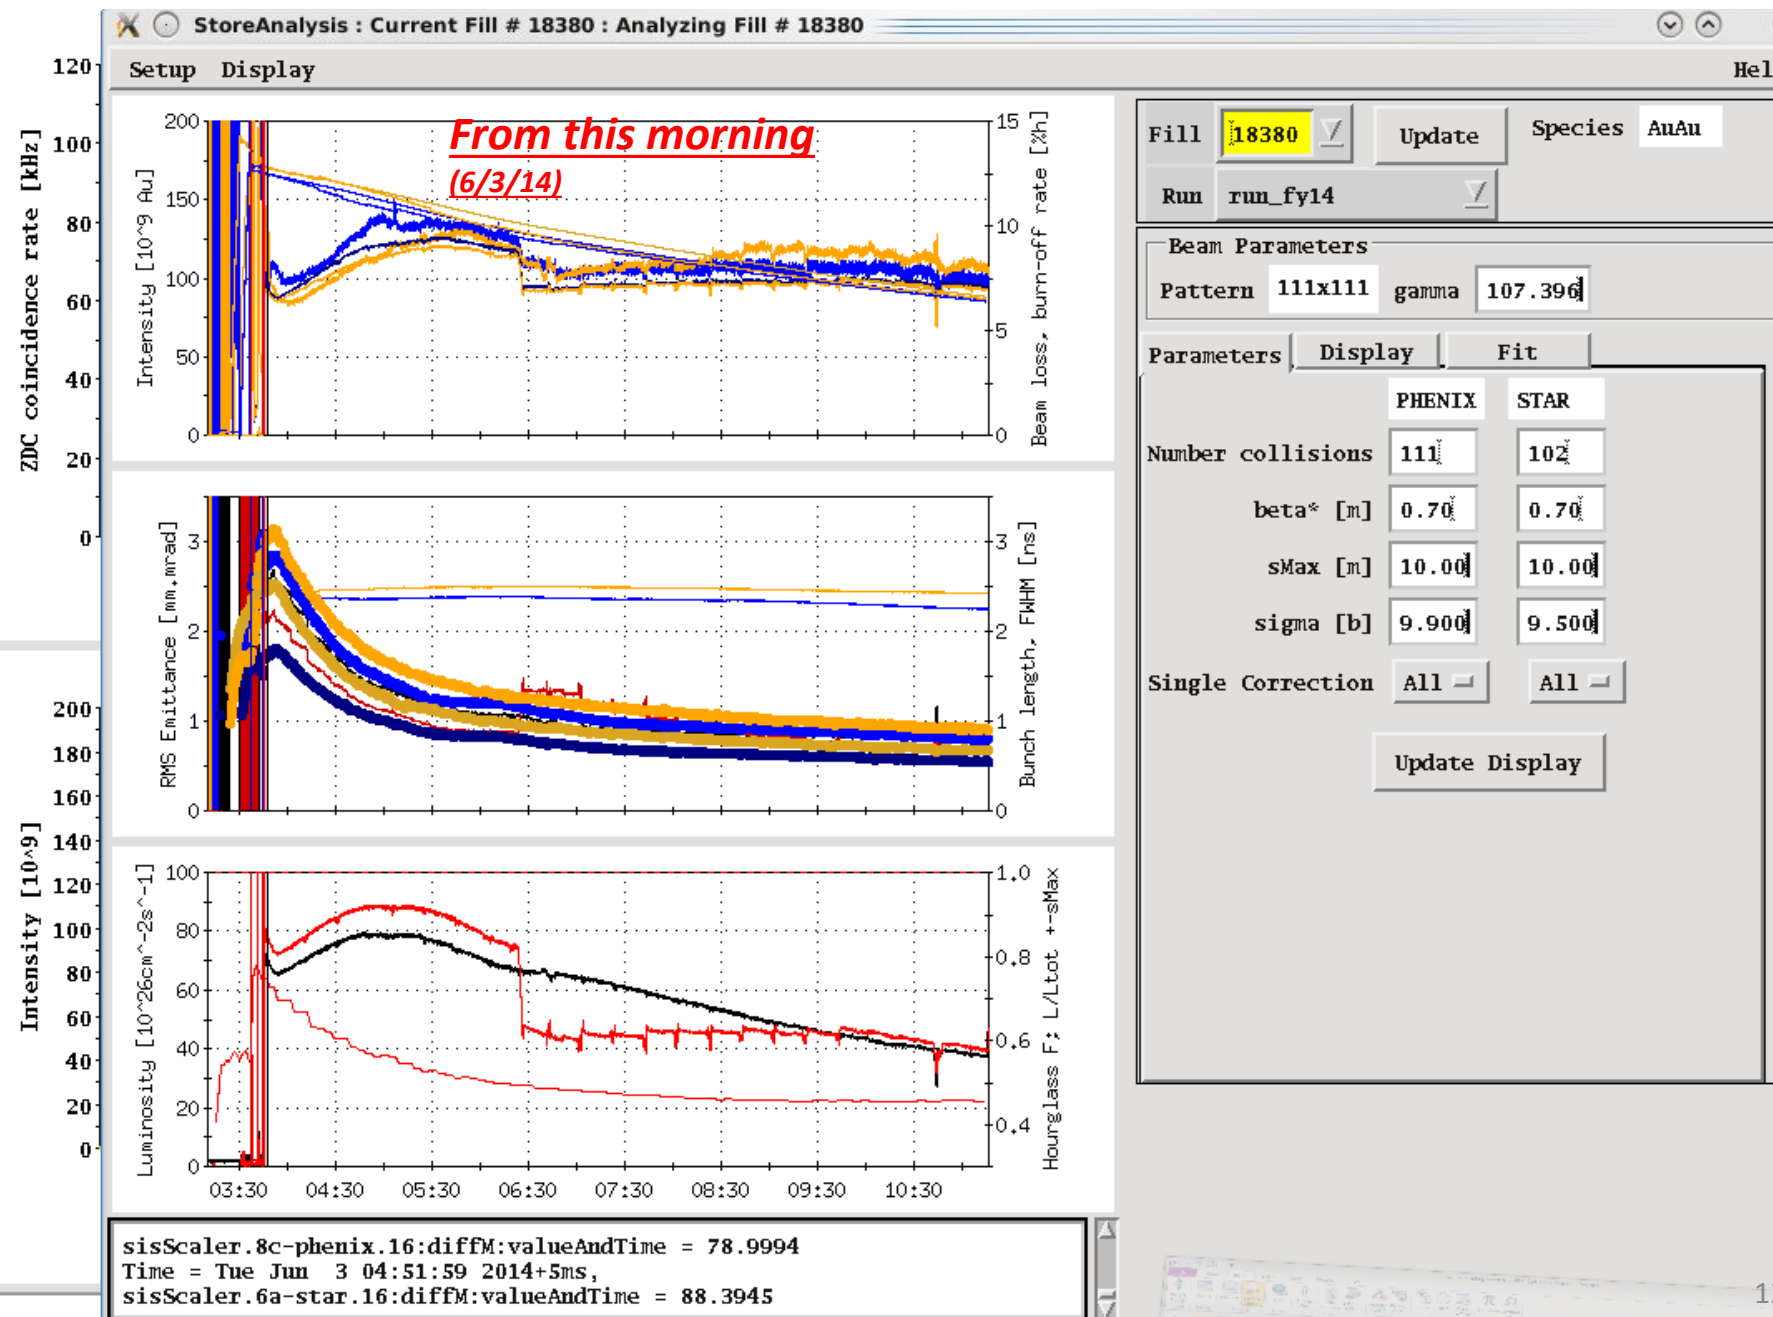 StoreAnalysis : Current Fill # 18380 : Analyzing Fill # 18380
Setup Display Hel
ZDC coincidence rate [kHz]
120
100
80
60
40
20
0
Intensity [10^9]
200
180
160
140
120
100
80
60
40
20
0
From this morning
(6/3/14)
Intensity [10^9 Au]
200
150
100
50
0
15
10
5
0
Beam loss, burn-off rate [%h]
RMS Emittance [mm.mrad]
3
2
1
0
3
2
1
0
Bunch length, FWHM [ns]
Luminosity [10^26cm^-2s^-1]
100
80
60
40
20
0
1.0
0.8
0.6
0.4
Hourglass F; L/Ltot +-sMax
03:30 04:30 05:30 06:30 07:30 08:30 09:30 10:30
sisScaler.8c-phenix.16:diffM:valueAndTime = 78.9994
Time = Tue Jun 3 04:51:59 2014+5ms,
sisScaler.6a-star.16:diffM:valueAndTime = 88.3945
Fill 18380 Update Species AuAu
Run run_fy14
Beam Parameters
Pattern 111x111 gamma 107.396
Parameters Display Fit
PHENIX STAR
Number collisions 111 102
beta* [m] 0.70 0.70
sMax [m] 10.00 10.00
sigma [b] 9.900 9.500
Single Correction All All
Update Display